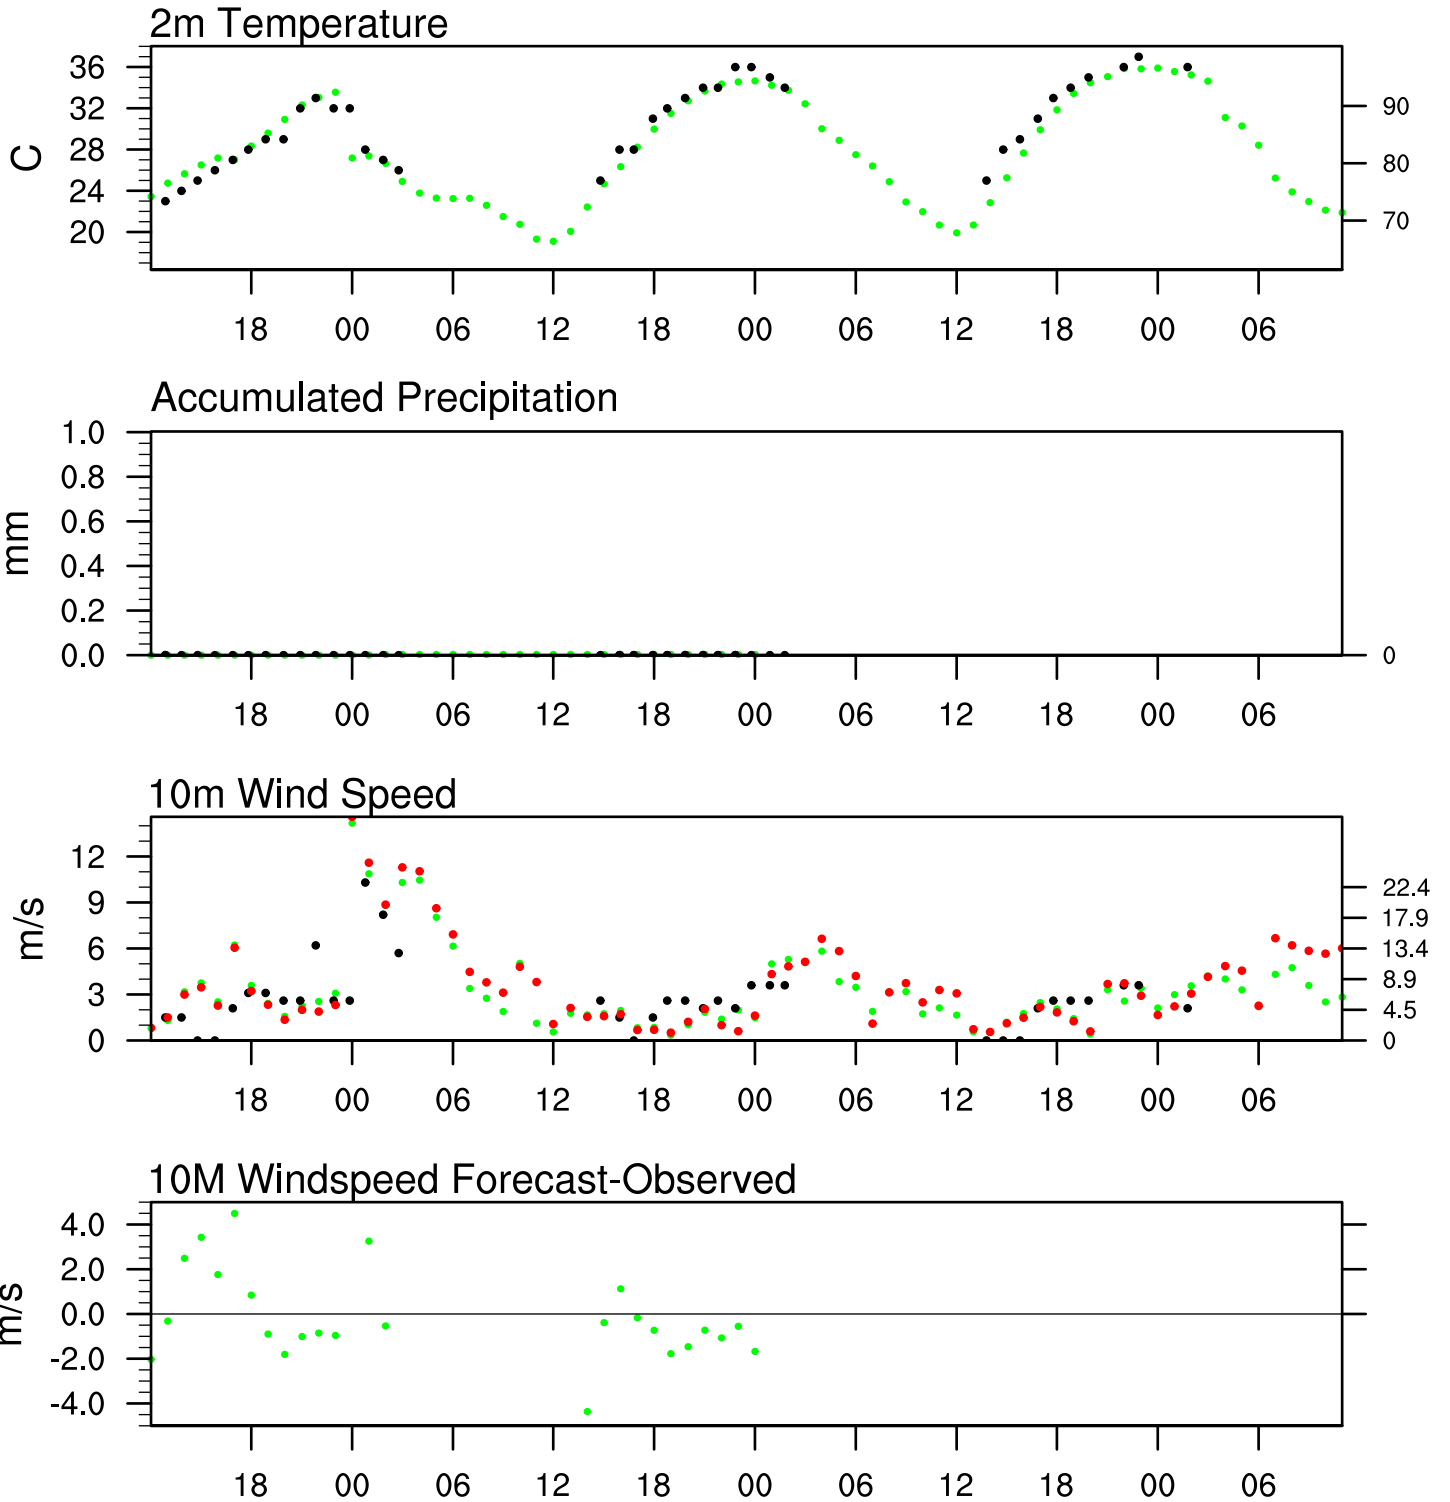 2m Temperature
36
32
28
24
20
C
90
80
70
18 00 06 12 18 00 06 12 18 00 06
Accumulated Precipitation
1.0
0.8
0.6
0.4
0.2
0.0
mm
0
18 00 06 12 18 00 06 12 18 00 06
10m Wind Speed
12
9
6
3
0
m/s
22.4
17.9
13.4
8.9
4.5
0
18 00 06 12 18 00 06 12 18 00 06
10M Windspeed Forecast-Observed
4.0
2.0
0.0
-2.0
-4.0
m/s
18 00 06 12 18 00 06 12 18 00 06